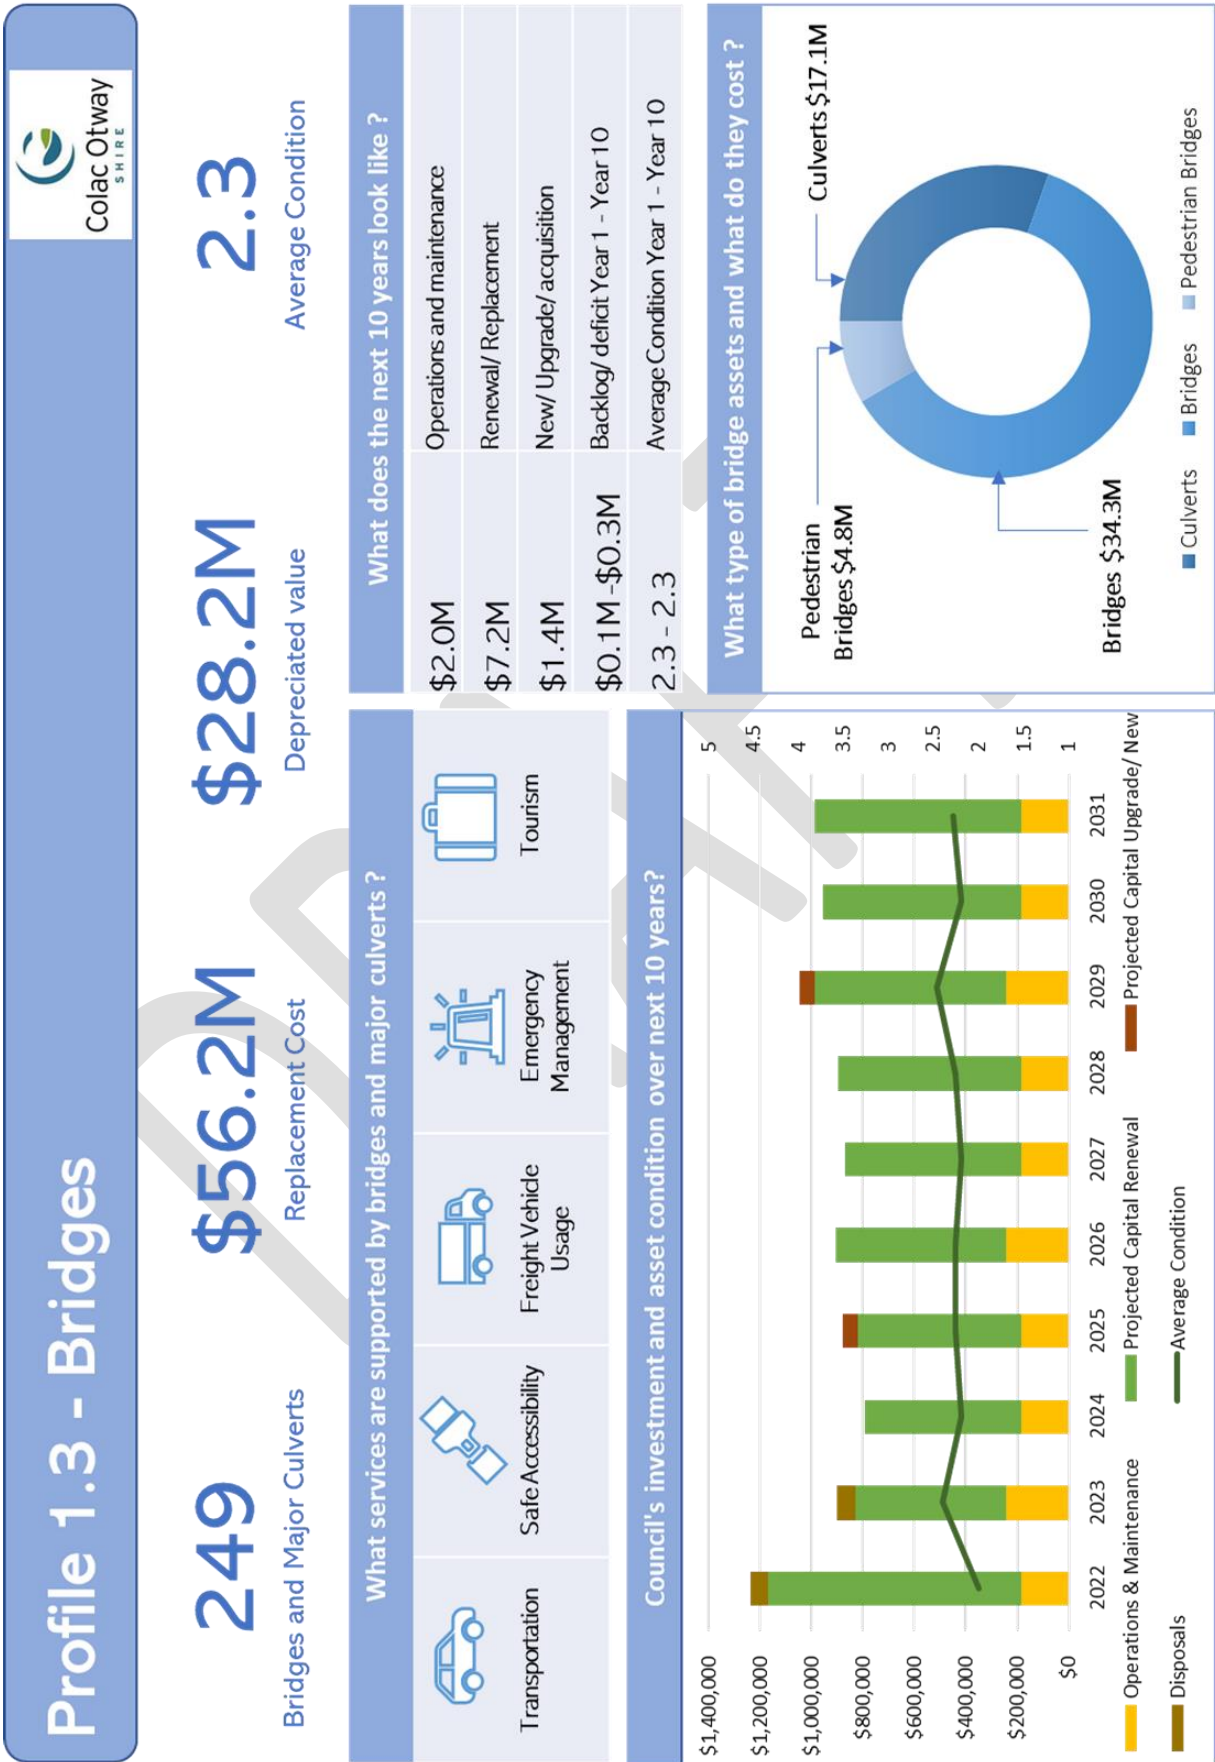 Profile 1.3 - Bridges
Colac Otway
SHIRE
249
Bridges and Major Culverts
$56.2M
Replacement Cost
$28.2M
Depreciated value
2.3
Average Condition
What services are supported by bridges and major culverts ?
Transportation
Safe Accessibility
Freight Vehicle
Usage
Emergency
Management
Tourism
What does the next 10 years look like ?
$2.0M Operations and maintenance
$7.2M Renewal/ Replacement
$1.4M New/ Upgrade/ acquisition
$0.1M -$0.3M Backlog/ deficit Year 1 - Year 10
2.3 - 2.3 Average Condition Year 1 - Year 10
Council's investment and asset condition over next 10 years?
$1,400,000
$1,200,000
$1,000,000
$800,000
$600,000
$400,000
$200,000
$0
5
4.5
4
3.5
3
2.5
2
1.5
1
2022 2023 2024 2025 2026 2027 2028 2029 2030 2031
Operations & Maintenance Projected Capital Renewal Projected Capital Upgrade/ New
Disposals Average Condition
What type of bridge assets and what do they cost ?
Pedestrian
Bridges $4.8M
Culverts $17.1M
Bridges $34.3M
Culverts Bridges Pedestrian Bridges
DRAFT